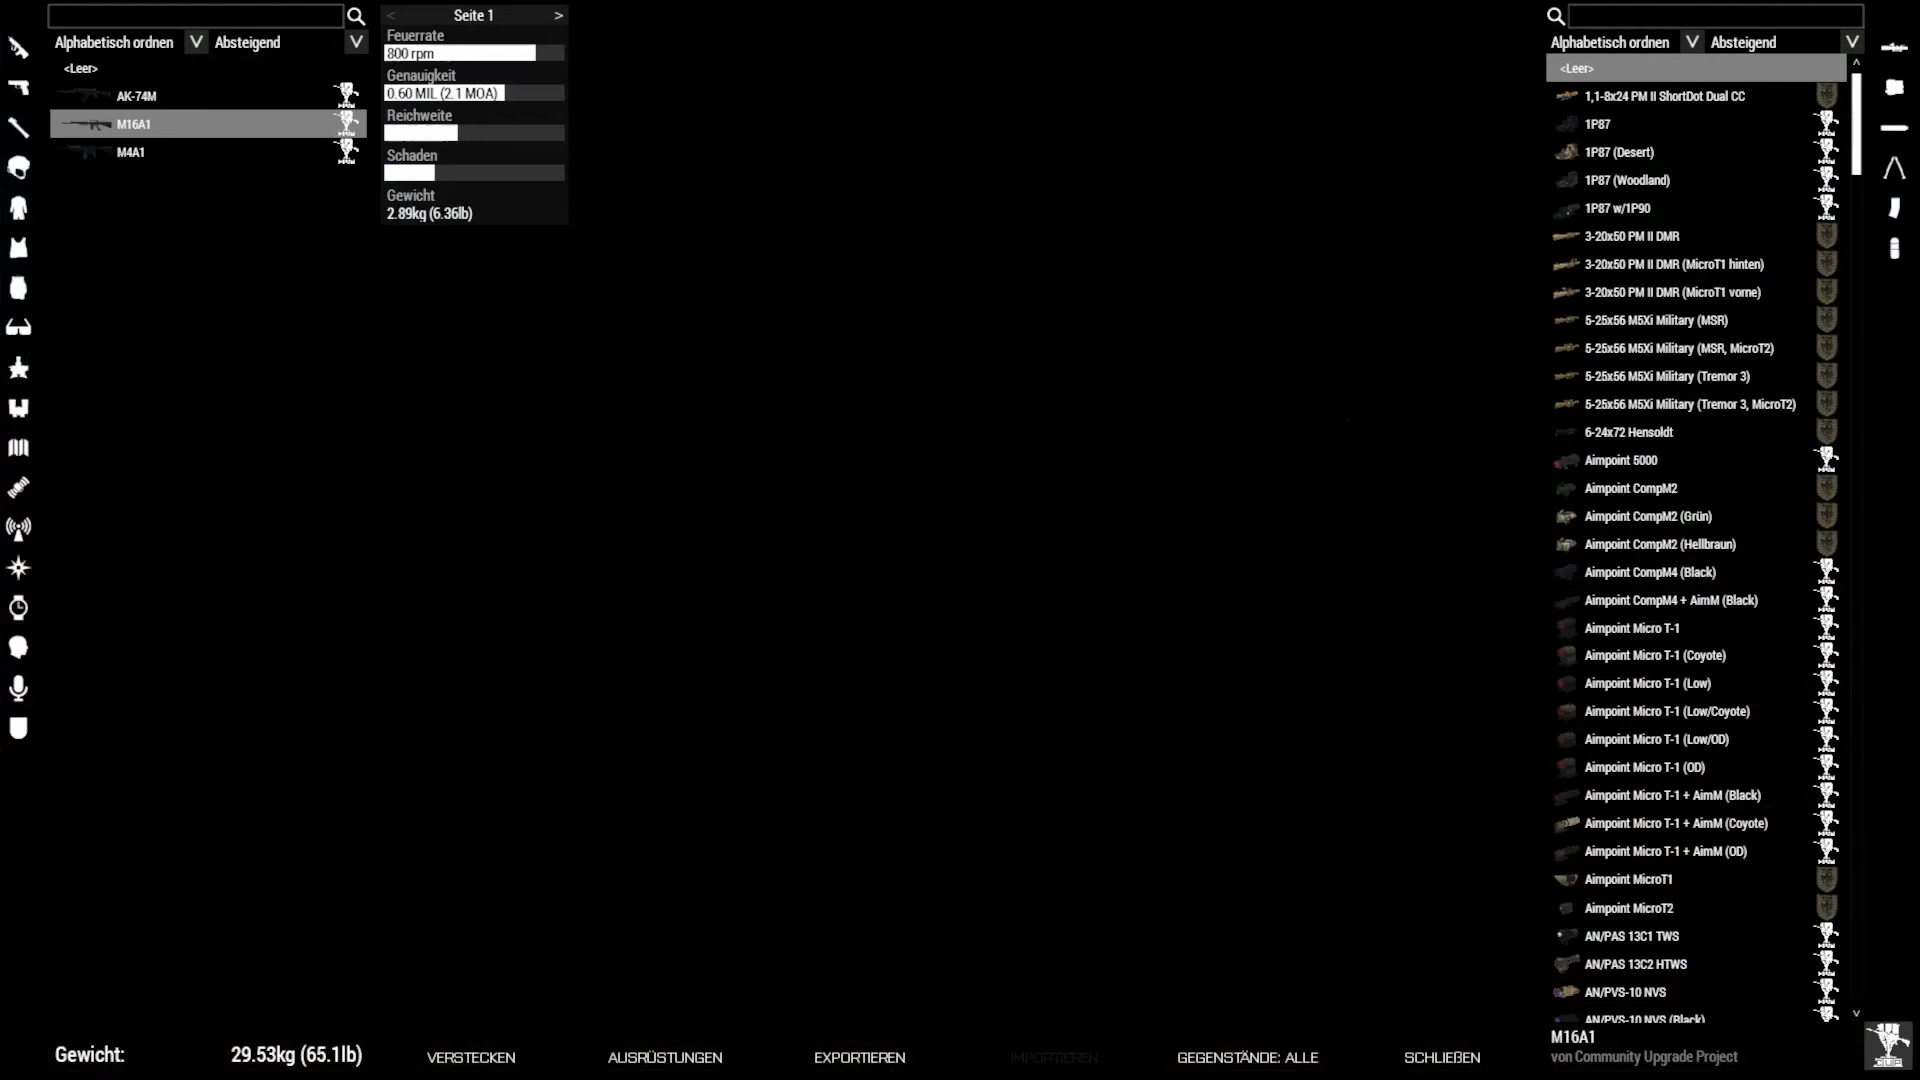 Alphabetisch ordnen V Absteigend V
<Leer>
AK-74M
M16A1
M4A1
< Seite 1 >
Feuerrate
800 rpm
Genauigkeit
0.60 MIL (2.1 MOA)
Reichweite
Schaden
Gewicht
2.89kg (6.36lb)
Alphabetisch ordnen V Absteigend V
<Leer>
1,1-8x24 PM II ShortDot Dual CC
1P87
1P87 (Desert)
1P87 (Woodland)
1P87 w/1P90
3-20x50 PM II DMR
3-20x50 PM II DMR (MicroT1 hinten)
3-20x50 PM II DMR (MicroT1 vorne)
5-25x56 M5Xi Military (MSR)
5-25x56 M5Xi Military (MSR, MicroT2)
5-25x56 M5Xi Military (Tremor 3)
5-25x56 M5Xi Military (Tremor 3, MicroT2)
6-24x72 Hensoldt
Aimpoint 5000
Aimpoint CompM2
Aimpoint CompM2 (Grün)
Aimpoint CompM2 (Hellbraun)
Aimpoint CompM4 (Black)
Aimpoint CompM4 + AimM (Black)
Aimpoint Micro T-1
Aimpoint Micro T-1 (Coyote)
Aimpoint Micro T-1 (Low)
Aimpoint Micro T-1 (Low/Coyote)
Aimpoint Micro T-1 (Low/OD)
Aimpoint Micro T-1 (OD)
Aimpoint Micro T-1 + AimM (Black)
Aimpoint Micro T-1 + AimM (Coyote)
Aimpoint Micro T-1 + AimM (OD)
Aimpoint MicroT1
Aimpoint MicroT2
AN/PAS 13C1 TWS
AN/PAS 13C2 HTWS
AN/PVS-10 NVS
AN/PVS-10 NVS (Black)
M16A1
von Community Upgrade Project
CUP
Gewicht: 29.53kg (65.1lb)
VERSTECKEN AUSRÜSTUNGEN EXPORTIEREN IMPORTIEREN GEGENSTÄNDE: ALLE SCHLIEßEN